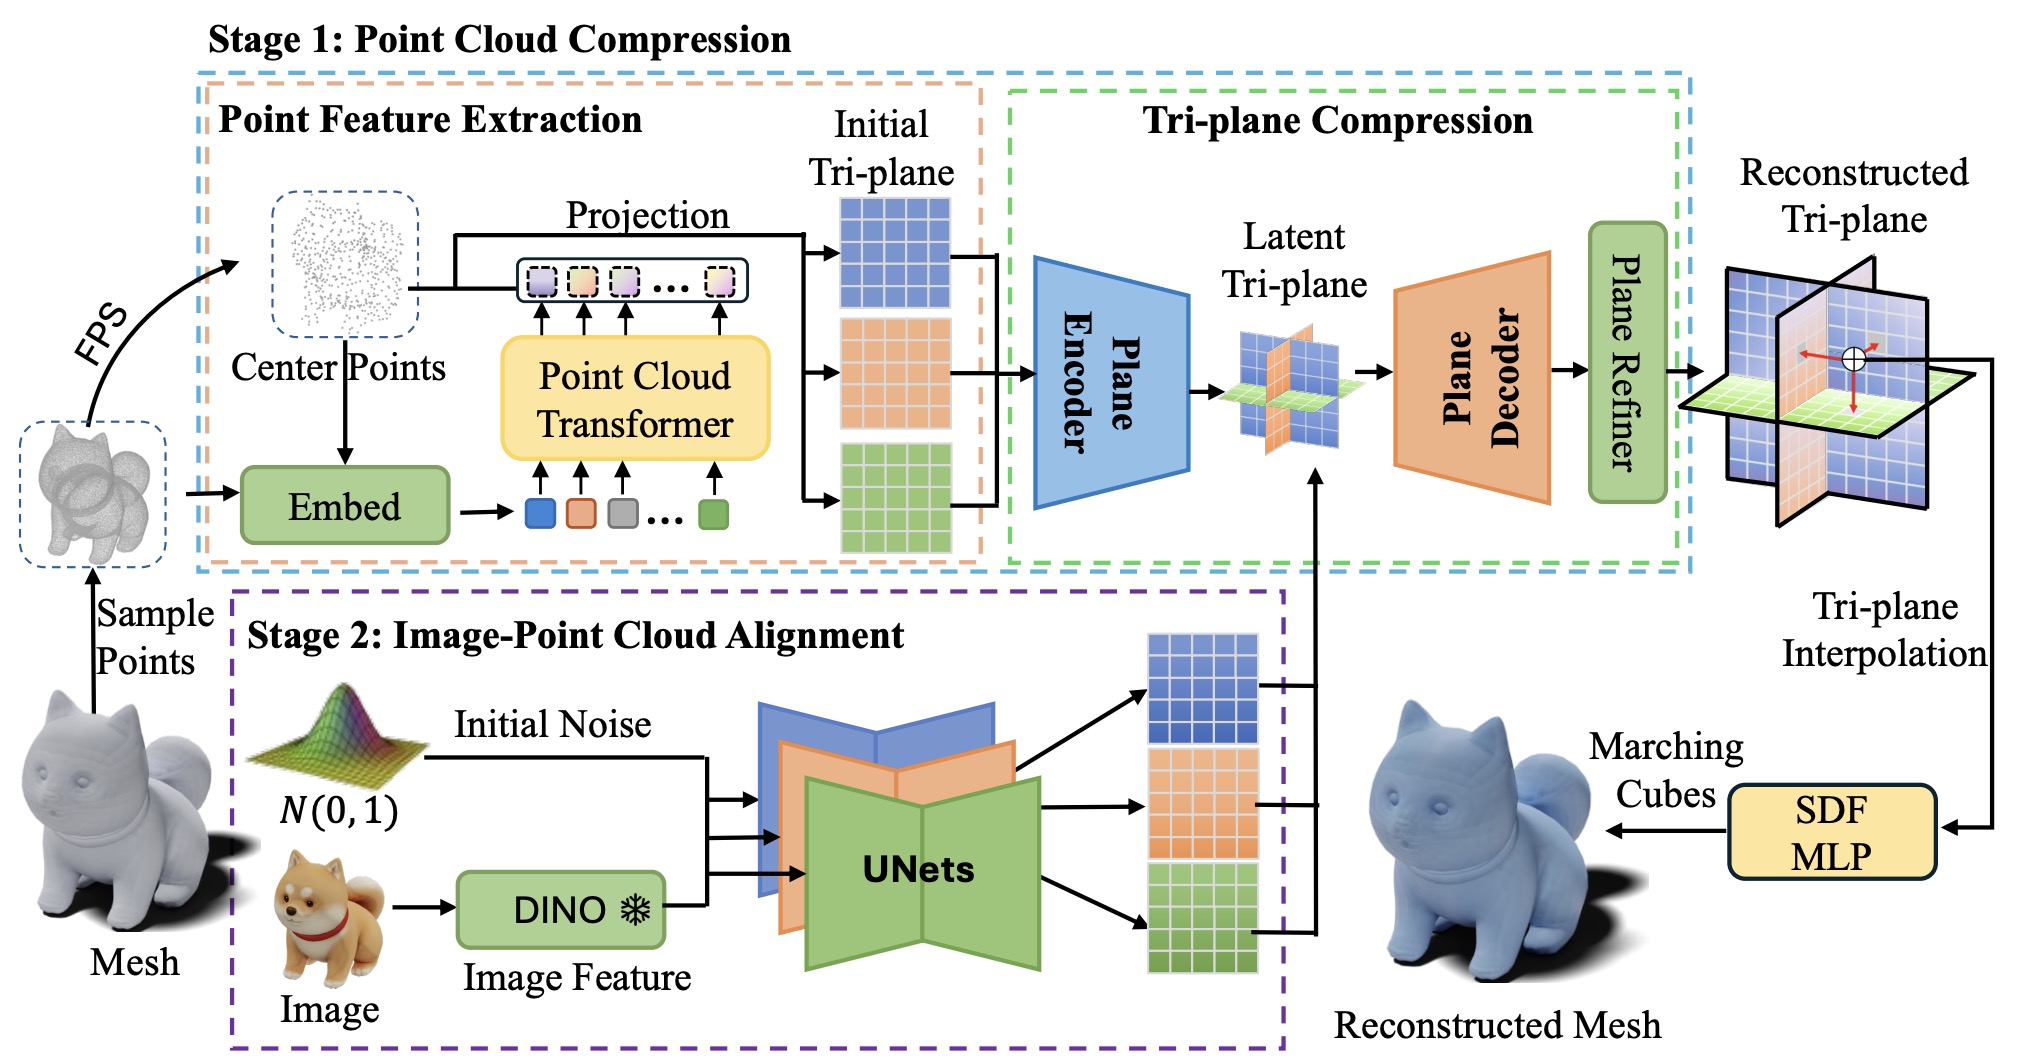 Stage 1: Point Cloud Compression
Point Feature Extraction
Initial
Tri-plane
Tri-plane Compression
Projection
FPS
Center Points
Point Cloud
Transformer
Embed
...
...
Plane
Encoder
Latent
Tri-plane
Plane
Decoder
Plane Refiner
Reconstructed
Tri-plane
Sample
Points
Mesh
Stage 2: Image-Point Cloud Alignment
Initial Noise
N(0,1)
Image
DINO
Image Feature
UNets
Tri-plane
Interpolation
SDF
MLP
Marching
Cubes
Reconstructed Mesh